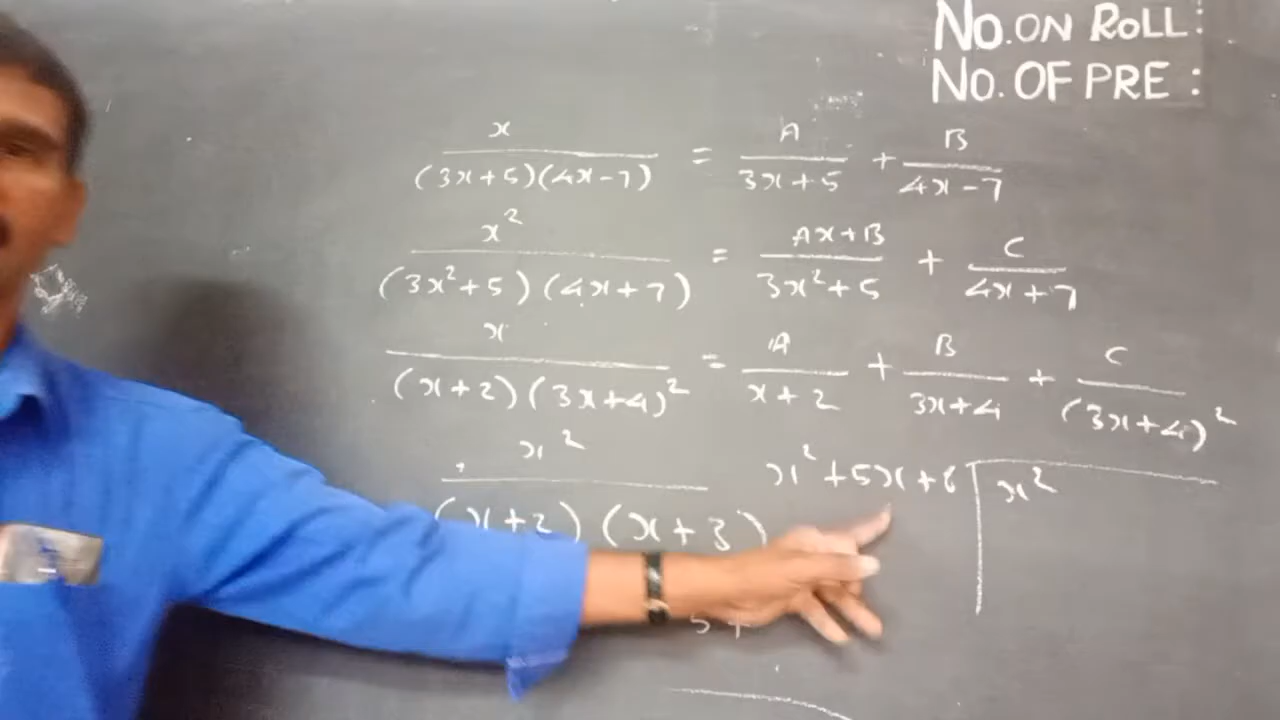 No. ON ROLL:
No. OF PRE :
x / (3x+5)(4x-7) = A / 3x+5 + B / 4x-7
x² / (3x²+5)(4x+7) = Ax+B / 3x²+5 + C / 4x+7
x / (x+2)(3x+4)² = A / x+2 + B / 3x+4 + C / (3x+4)²
x² / (x+2)(x+3)
x²+5x+6 | x²
5+